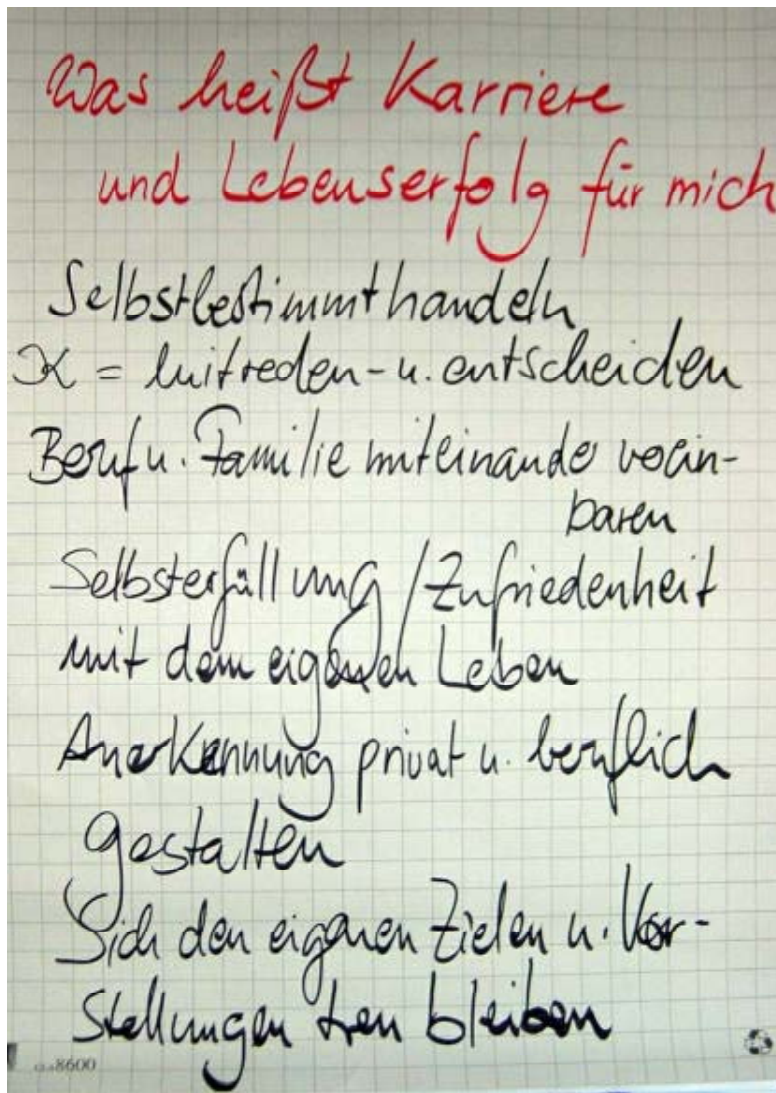 Was heißt Karriere
und Lebenserfolg für mich
Selbstbestimmt handeln
K = mitreden- u. entscheiden
Beruf u. Familie miteinander verein-
baren
Selbsterfüllung / Zufriedenheit
mit dem eigenen Leben
Anerkennung privat u. beruflich
gestalten
Sich den eigenen Zielen u. Vor-
stellungen treu bleiben
8600